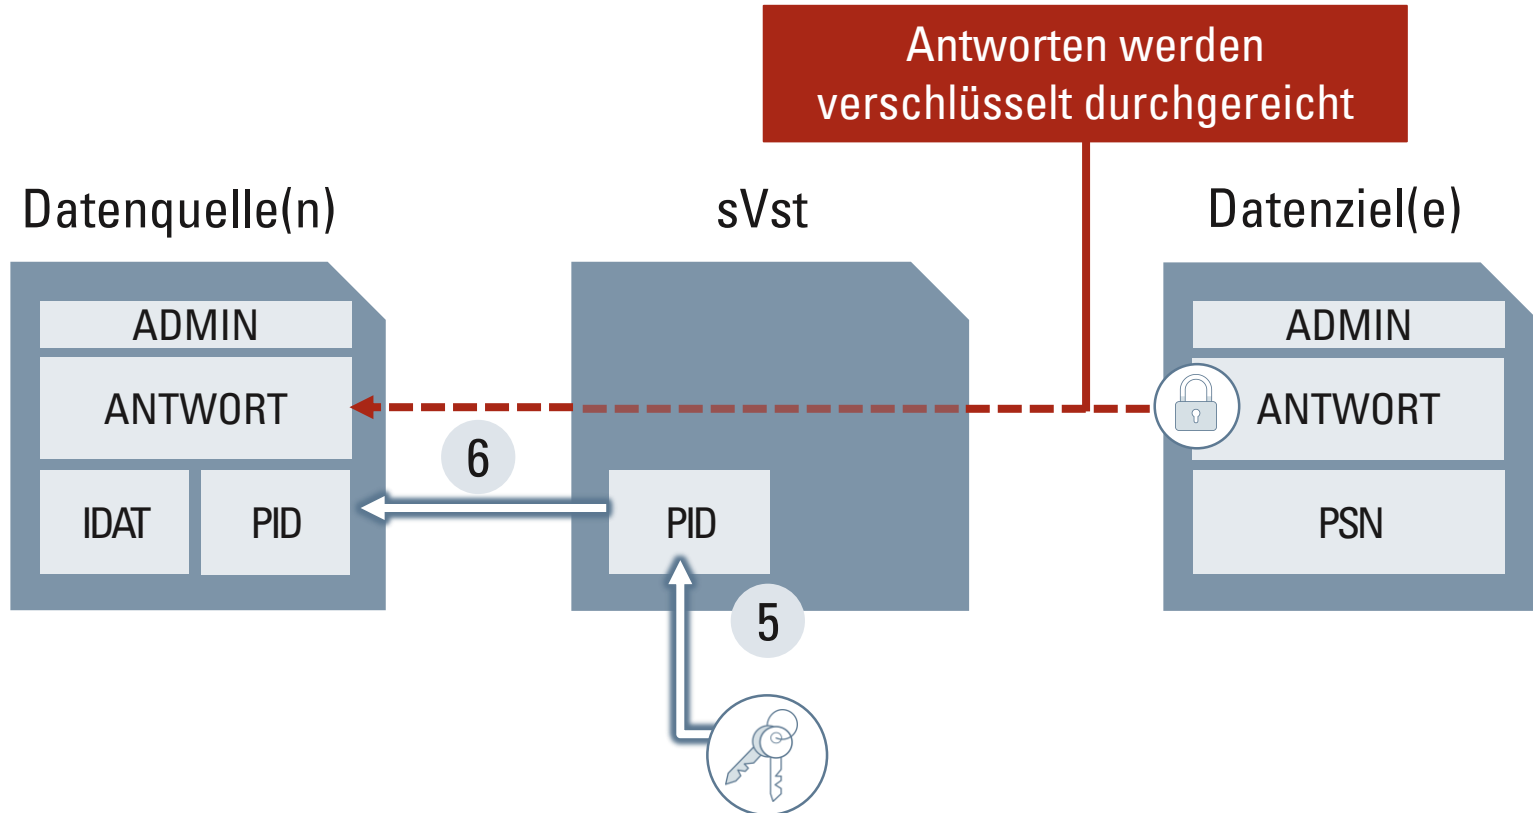 Antworten werden
verschlüsselt durchgereicht
Datenquelle(n)
sVst
Datenziel(e)
ADMIN
ANTWORT
IDAT
PID
6
PID
5
ADMIN
ANTWORT
PSN